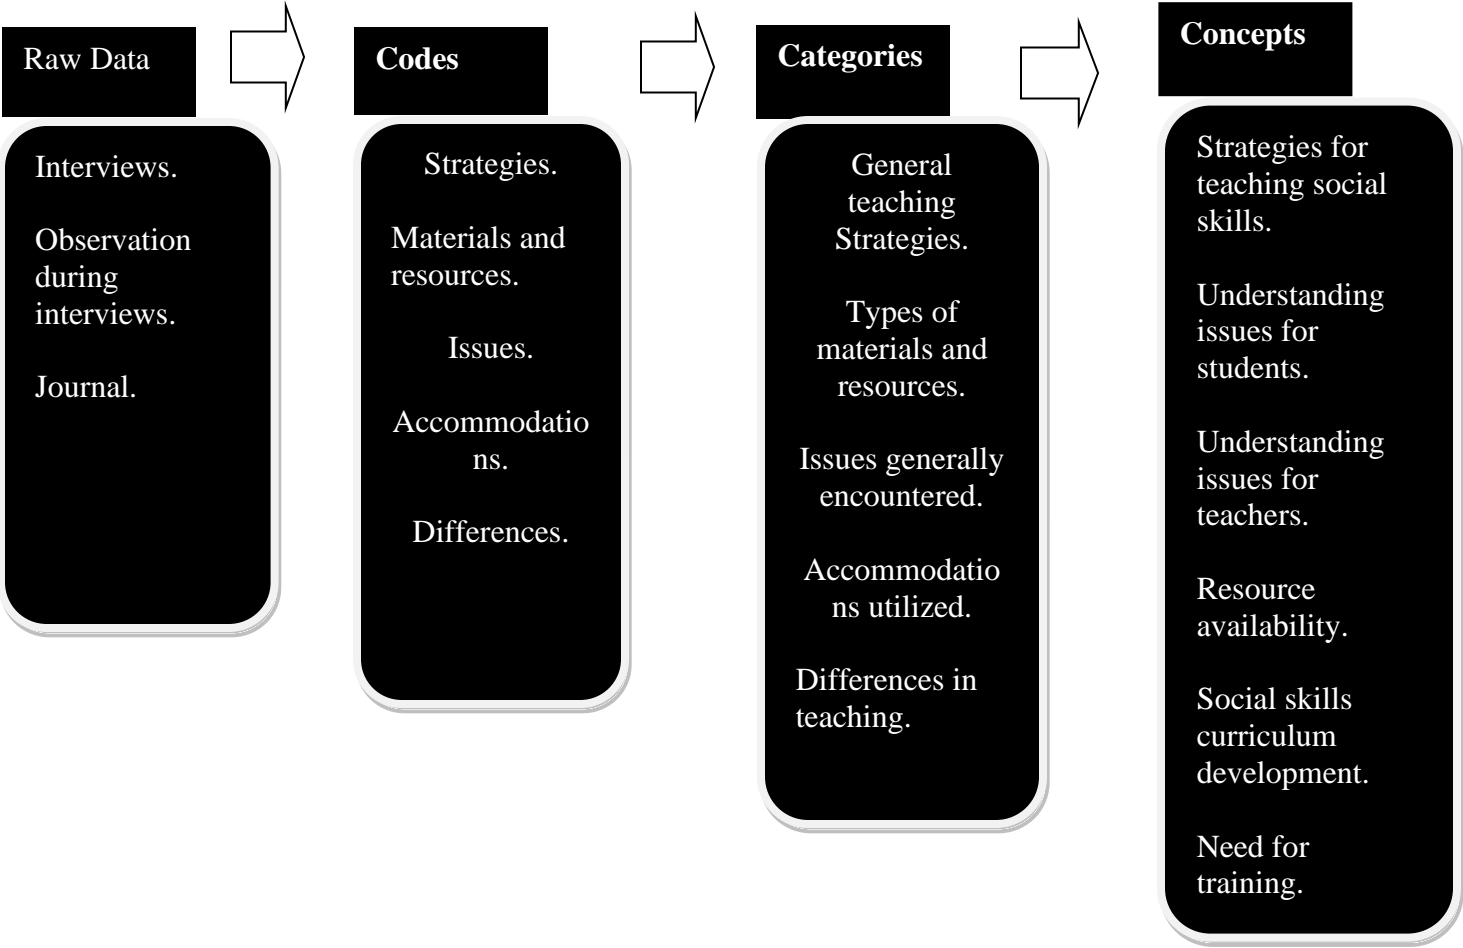 Raw Data
Interviews.
Observation
during
interviews.
Journal.
Codes
Strategies.
Materials and
resources.
Issues.
Accommodatio
ns.
Differences.
Categories
General
teaching
Strategies.
Types of
materials and
resources.
Issues generally
encountered.
Accommodatio
ns utilized.
Differences in
teaching.
Concepts
Strategies for
teaching social
skills.
Understanding
issues for
students.
Understanding
issues for
teachers.
Resource
availability.
Social skills
curriculum
development.
Need for
training.